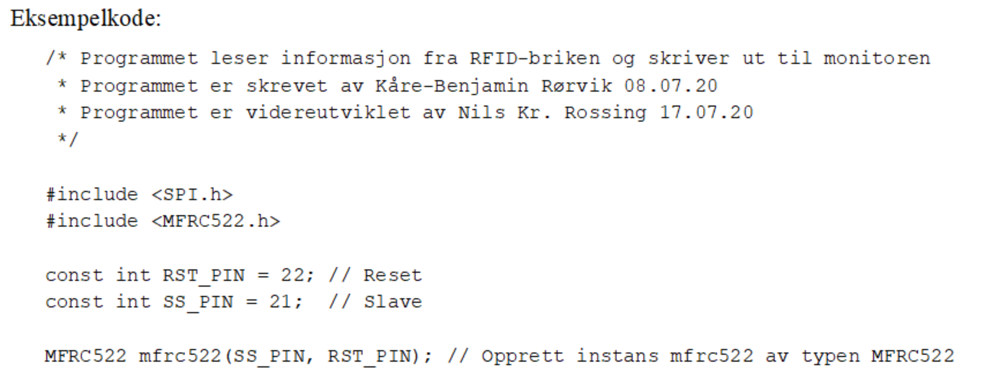 Eksempelkode:
/* Programmet leser informasjon fra RFID-briken og skriver ut til monitoren
 * Programmet er skrevet av Kåre-Benjamin Rørvik 08.07.20
 * Programmet er videreutviklet av Nils Kr. Rossing 17.07.20
 */
#include <SPI.h>
#include <MFRC522.h>
const int RST_PIN = 22; // Reset
const int SS_PIN = 21;  // Slave
MFRC522 mfrc522(SS_PIN, RST_PIN); // Opprett instans mfrc522 av typen MFRC522